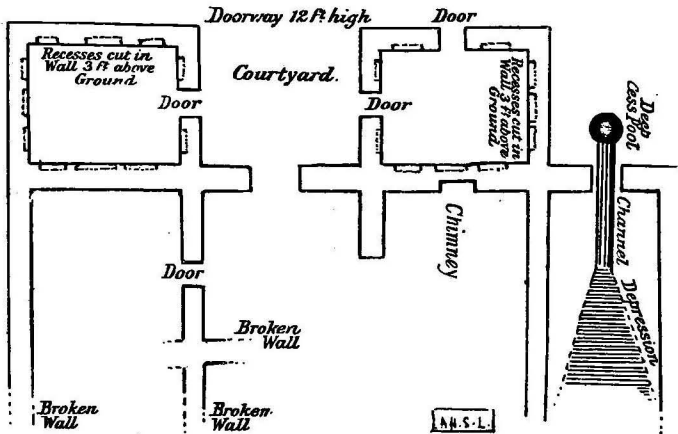 Doorway 12 ft high
Door
Recesses cut in
Wall 3 ft above
Ground
Courtyard.
Door
Door
Recesses cut in
Wall 3 ft above
Ground.
Deep
Cess Pool
Chimney
Channel
Depression
Door
Broken
Wall
Broken
Wall
Broken
Wall
A.H.S.L.